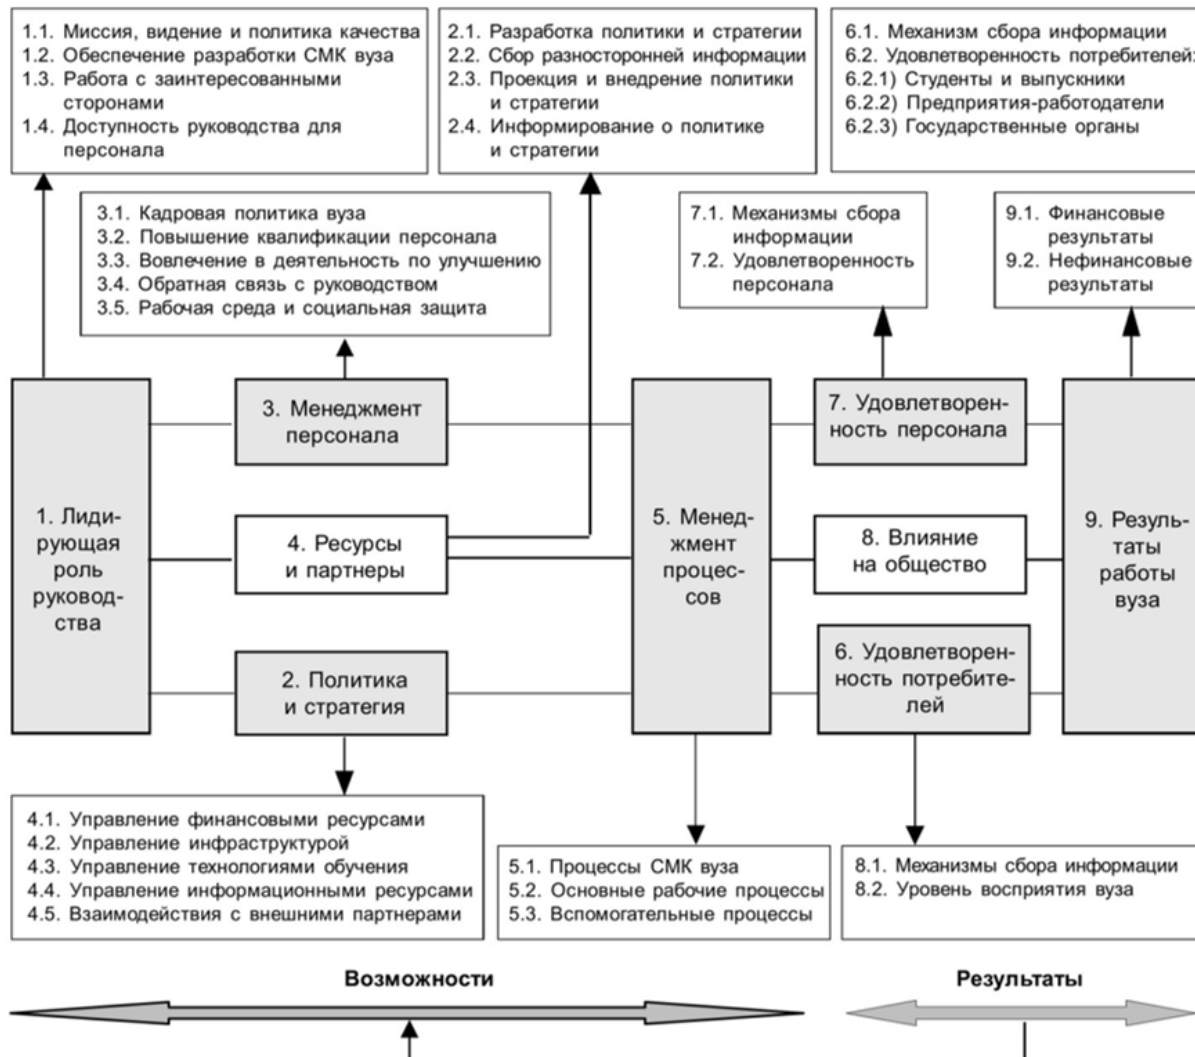 1.1. Миссия, видение и политика качества
1.2. Обеспечение разработки СМК вуза
1.3. Работа с заинтересованными
сторонами
1.4. Доступность руководства для
персонала
2.1. Разработка политики и стратегии
2.2. Сбор разносторонней информации
2.3. Проекция и внедрение политики
и стратегии
2.4. Информирование о политике
и стратегии
6.1. Механизм сбора информации
6.2. Удовлетворенность потребителей:
6.2.1) Студенты и выпускники
6.2.2) Предприятия-работодатели
6.2.3) Государственные органы
3.1. Кадровая политика вуза
3.2. Повышение квалификации персонала
3.3. Вовлечение в деятельность по улучшению
3.4. Обратная связь с руководством
3.5. Рабочая среда и социальная защита
7.1. Механизмы сбора
информации
7.2. Удовлетворенность
персонала
9.1. Финансовые
результаты
9.2. Нефинансовые
результаты
1. Лиди-
рующая
роль
руковод-
ства
3. Менеджмент
персонала
4. Ресурсы
и партнеры
2. Политика
и стратегия
5. Менед-
жмент
процес-
сов
7. Удовлетворен-
ность персонала
8. Влияние
на общество
6. Удовлетворен-
ность потребите-
лей
9. Резуль-
таты
работы
вуза
4.1. Управление финансовыми ресурсами
4.2. Управление инфраструктурой
4.3. Управление технологиями обучения
4.4. Управление информационными ресурсами
4.5. Взаимодействия с внешними партнерами
5.1. Процессы СМК вуза
5.2. Основные рабочие процессы
5.3. Вспомогательные процессы
8.1. Механизмы сбора информации
8.2. Уровень восприятия вуза
Возможности
Результаты